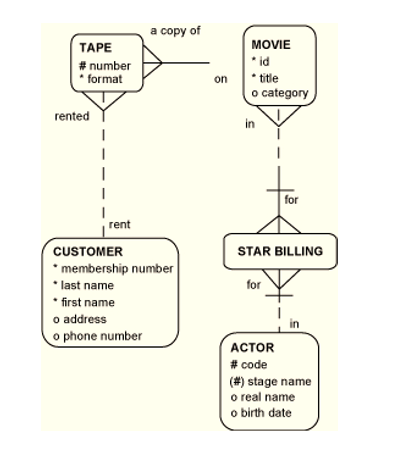 a copy of
TAPE
# number
* format
MOVIE
* id
* title
o category
on
rented
in
for
rent
STAR BILLING
CUSTOMER
* membership number
* last name
* first name
o address
o phone number
for
in
ACTOR
# code
(#) stage name
o real name
o birth date